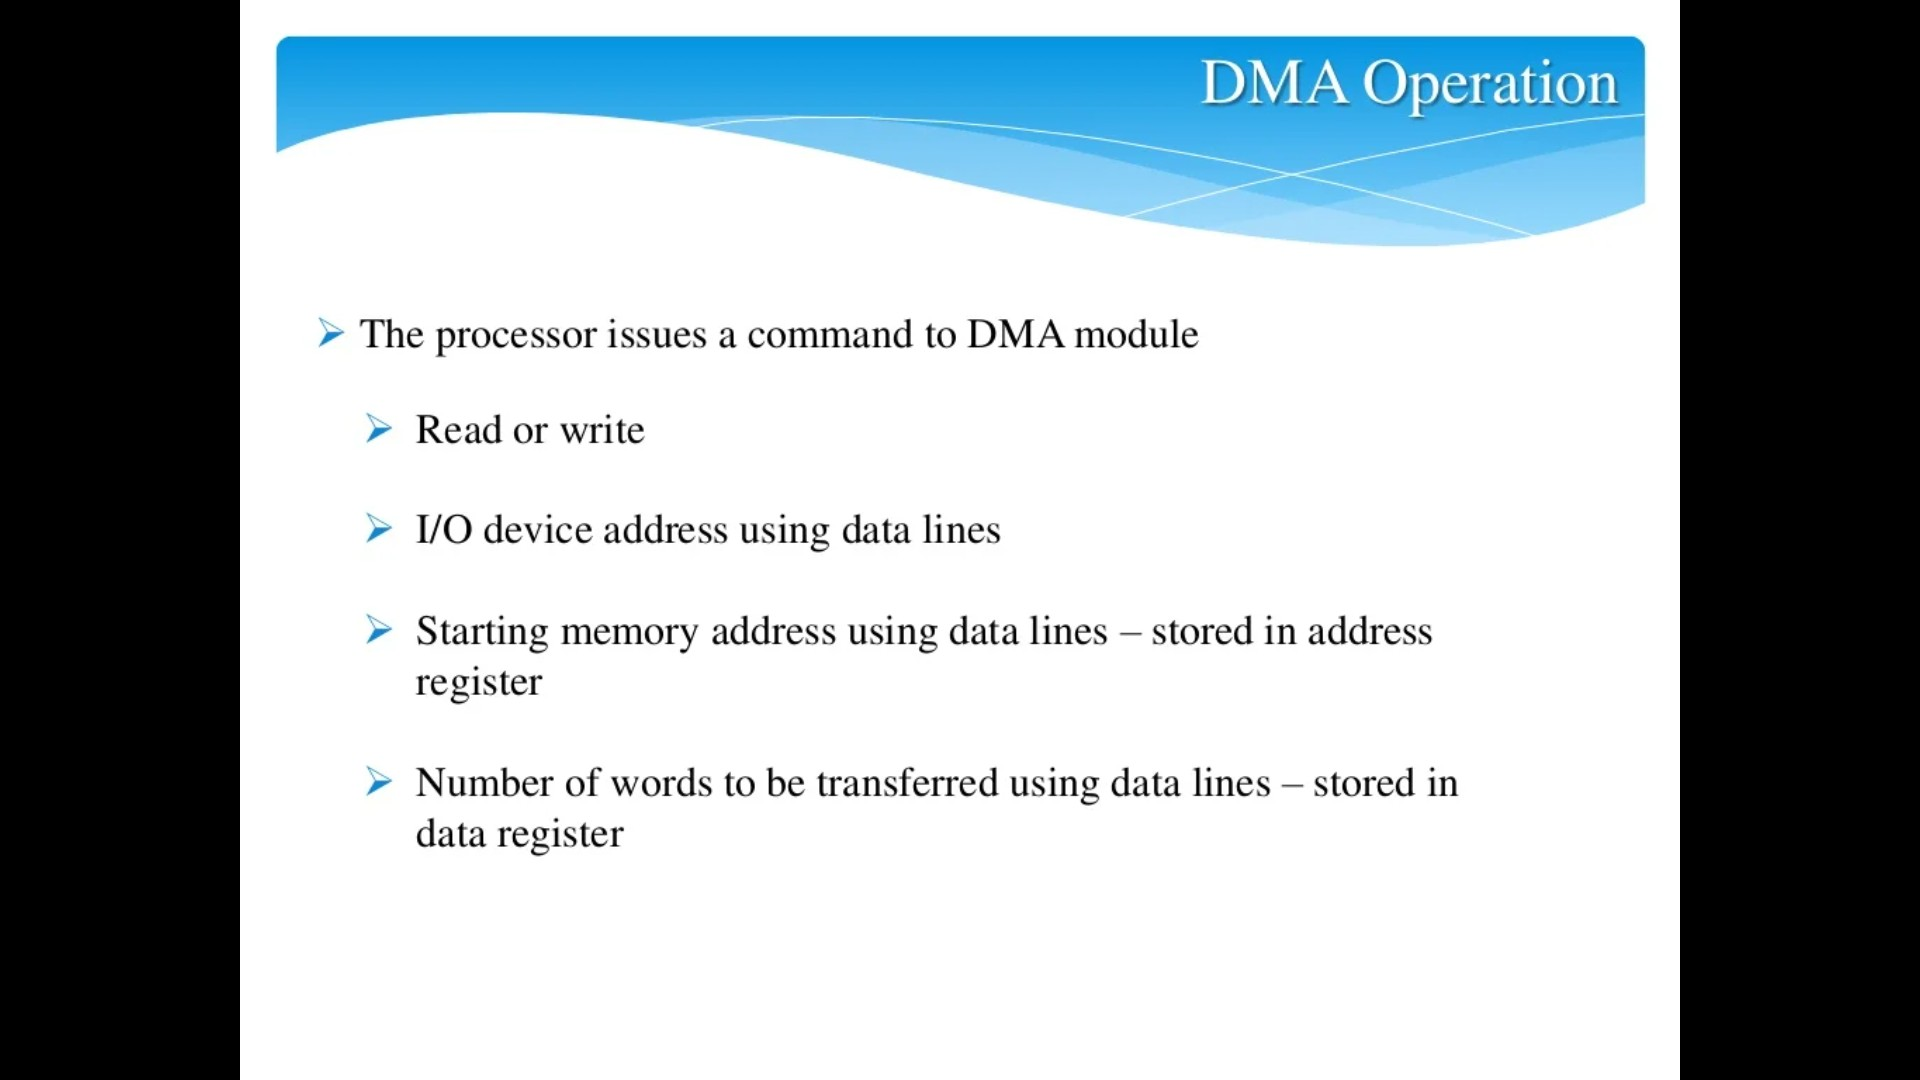 DMA Operation
The processor issues a command to DMA module
Read or write
I/O device address using data lines
Starting memory address using data lines – stored in address
register
Number of words to be transferred using data lines – stored in
data register